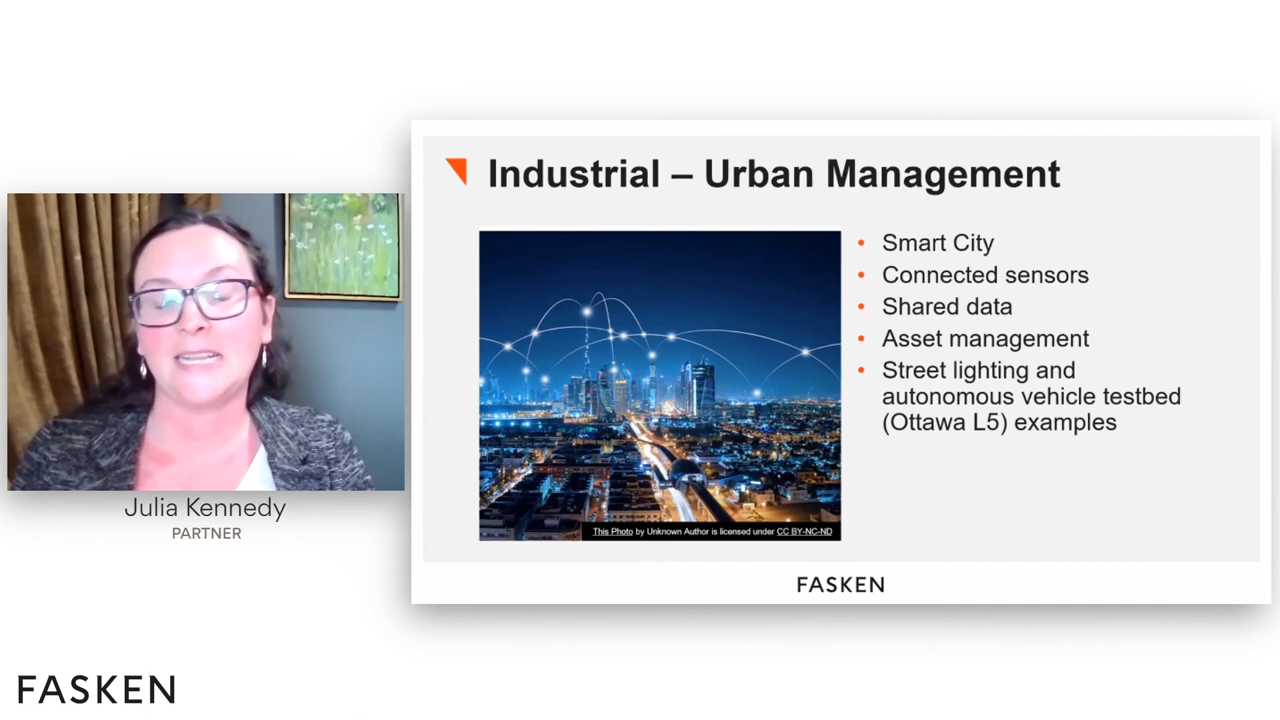 Industrial – Urban Management
• Smart City
• Connected sensors
• Shared data
• Asset management
• Street lighting and
autonomous vehicle testbed
(Ottawa L5) examples
This Photo by Unknown Author is licensed under CC BY-NC-ND
FASKEN
Julia Kennedy
PARTNER
FASKEN